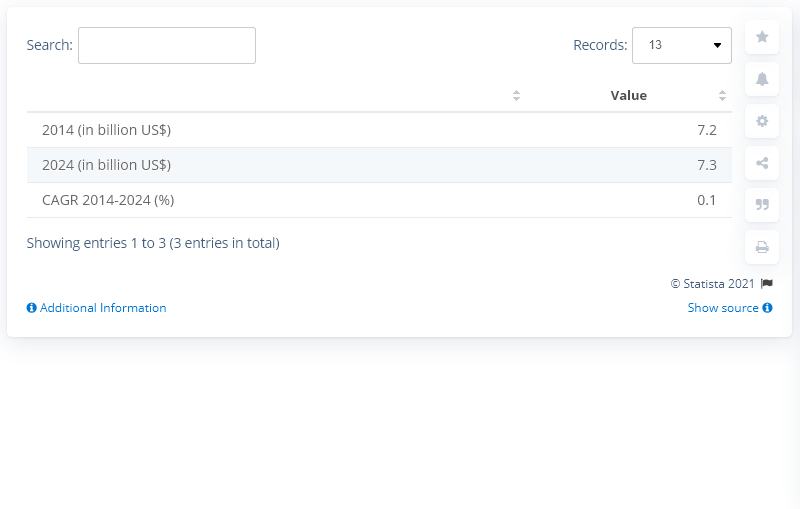 Search:
Records: 13
Value
2014 (in billion US$) 7.2
2024 (in billion US$) 7.3
CAGR 2014-2024 (%) 0.1
Showing entries 1 to 3 (3 entries in total)
© Statista 2021
Additional Information Show source